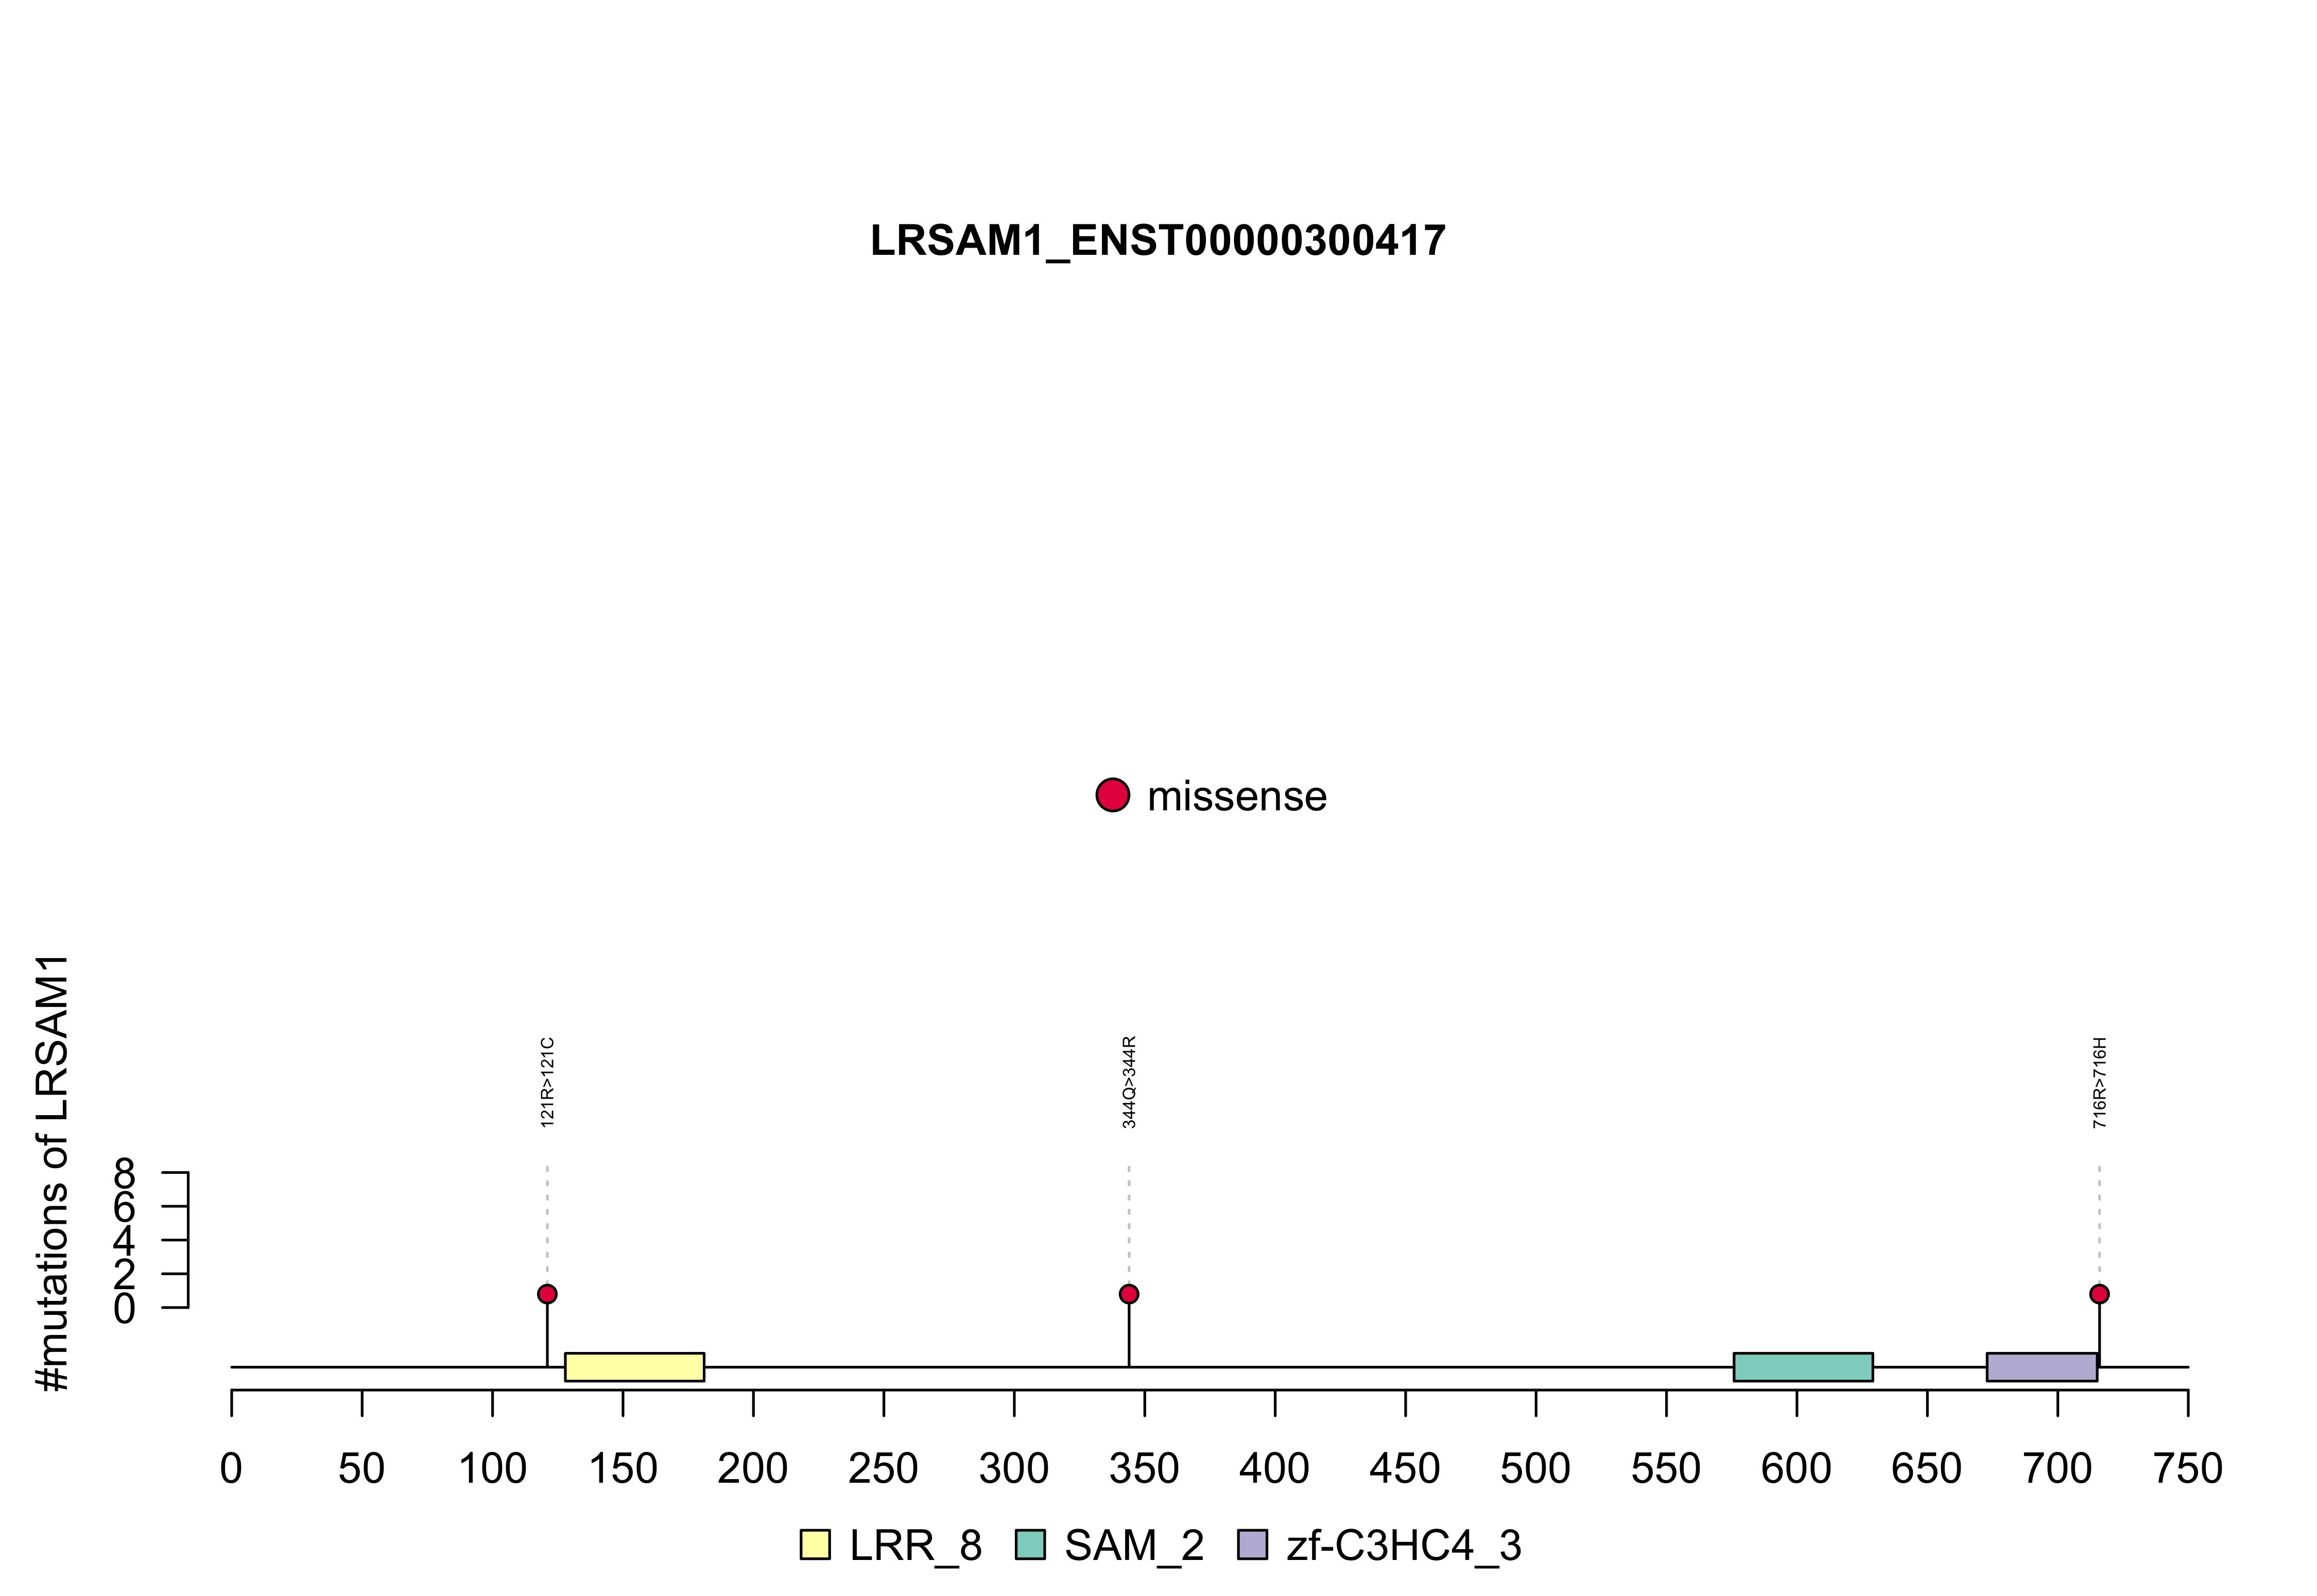 LRSAM1_ENST00000300417
missense
#mutations of LRSAM1
121R>121C
344Q>344R
716R>716H
8
6
4
2
0
0 50 100 150 200 250 300 350 400 450 500 550 600 650 700 750
LRR_8 SAM_2 zf-C3HC4_3